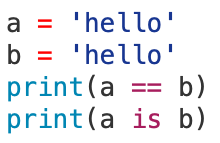 a = 'hello'
b = 'hello'
print(a == b)
print(a is b)